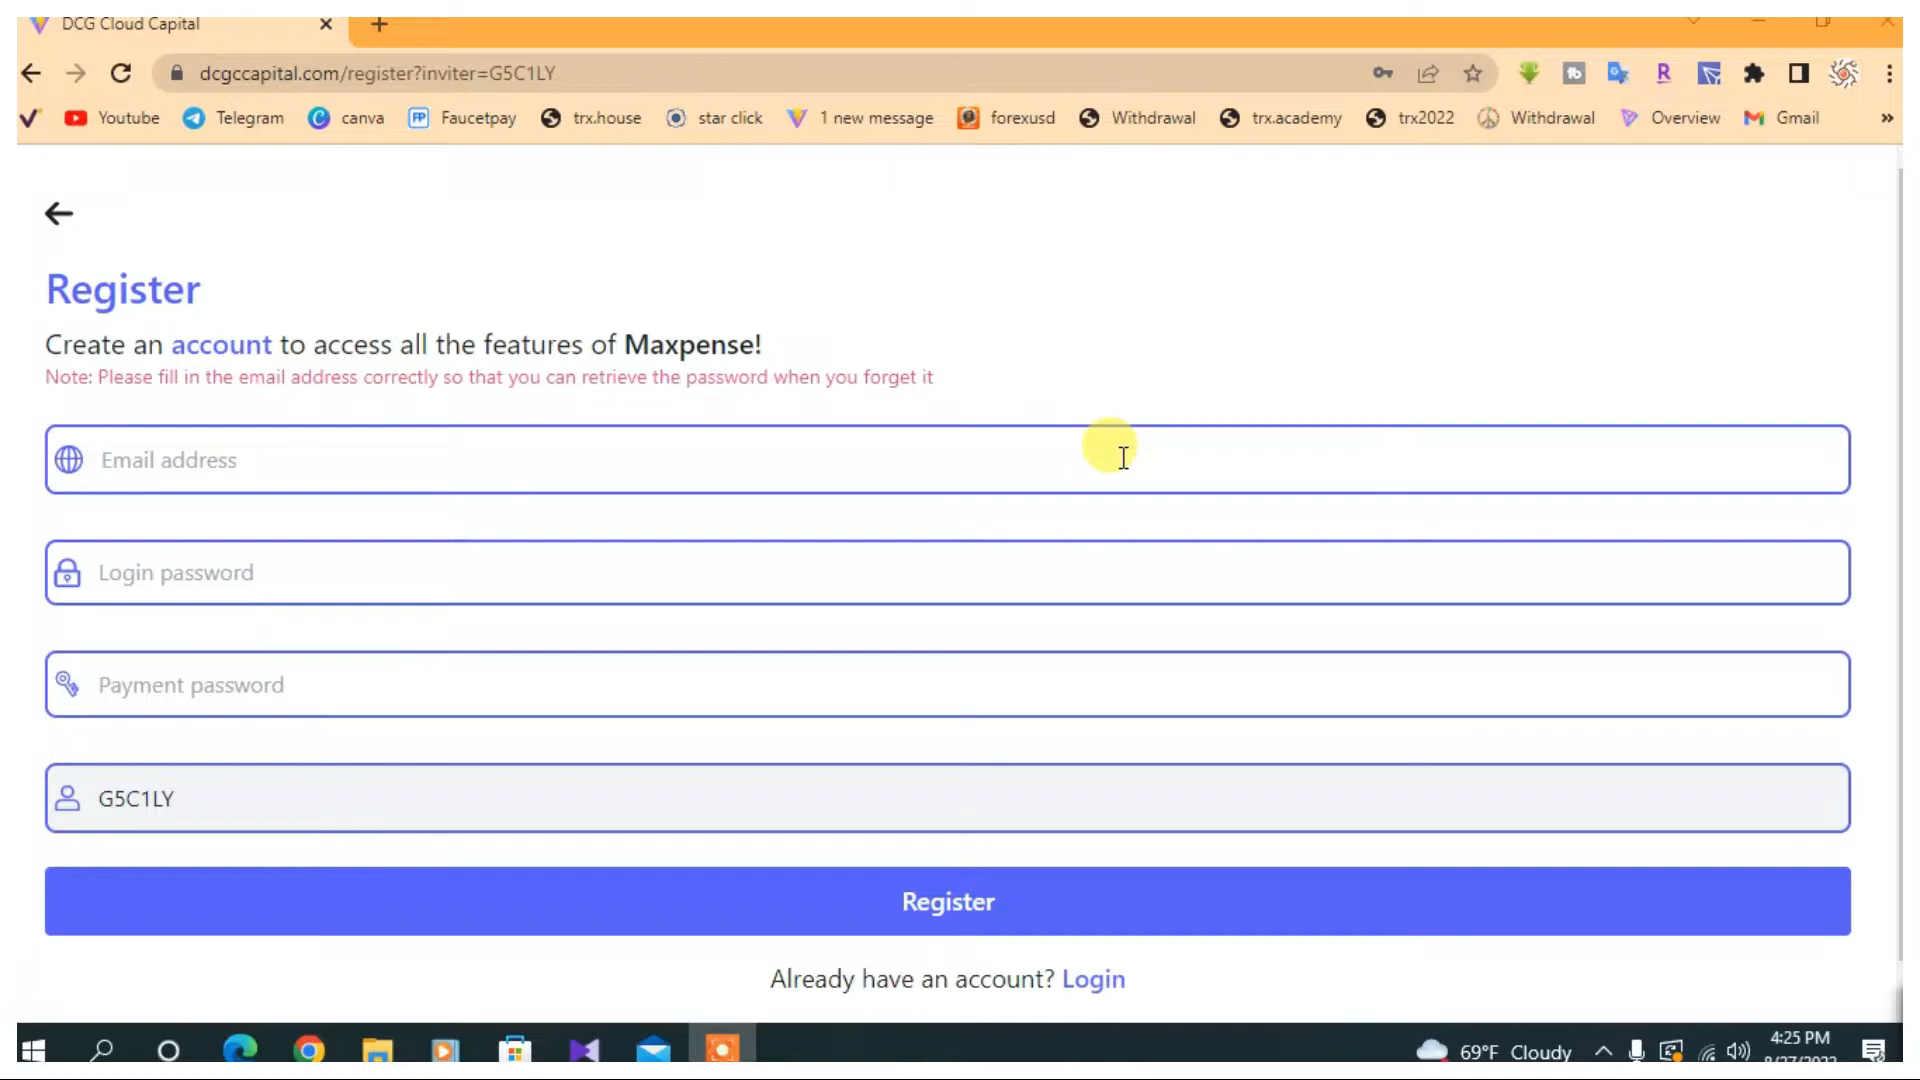 DCG Cloud Capital
dcgccapital.com/register?inviter=G5C1LY
Youtube Telegram canva Faucetpay trx.house star click 1 new message forexusd Withdrawal trx.academy trx2022 Withdrawal Overview Gmail
Register
Create an account to access all the features of Maxpense!
Note: Please fill in the email address correctly so that you can retrieve the password when you forget it
Email address
Login password
Payment password
G5C1LY
Register
Already have an account? Login
69°F Cloudy
4:25 PM